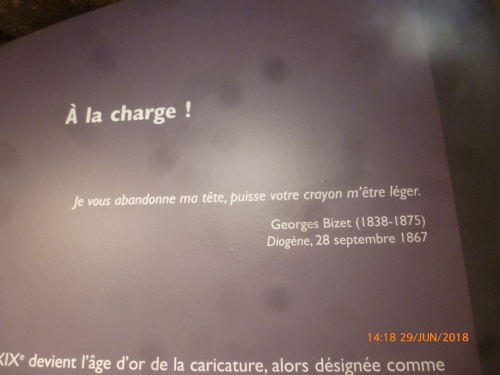 À la charge !
Je vous abandonne ma tête, puisse votre crayon m'être léger.
Georges Bizet (1838-1875)
Diogène, 28 septembre 1867
14:18 29/JUN/2018
XIXe devient l'âge d'or de la caricature, alors désignée comme